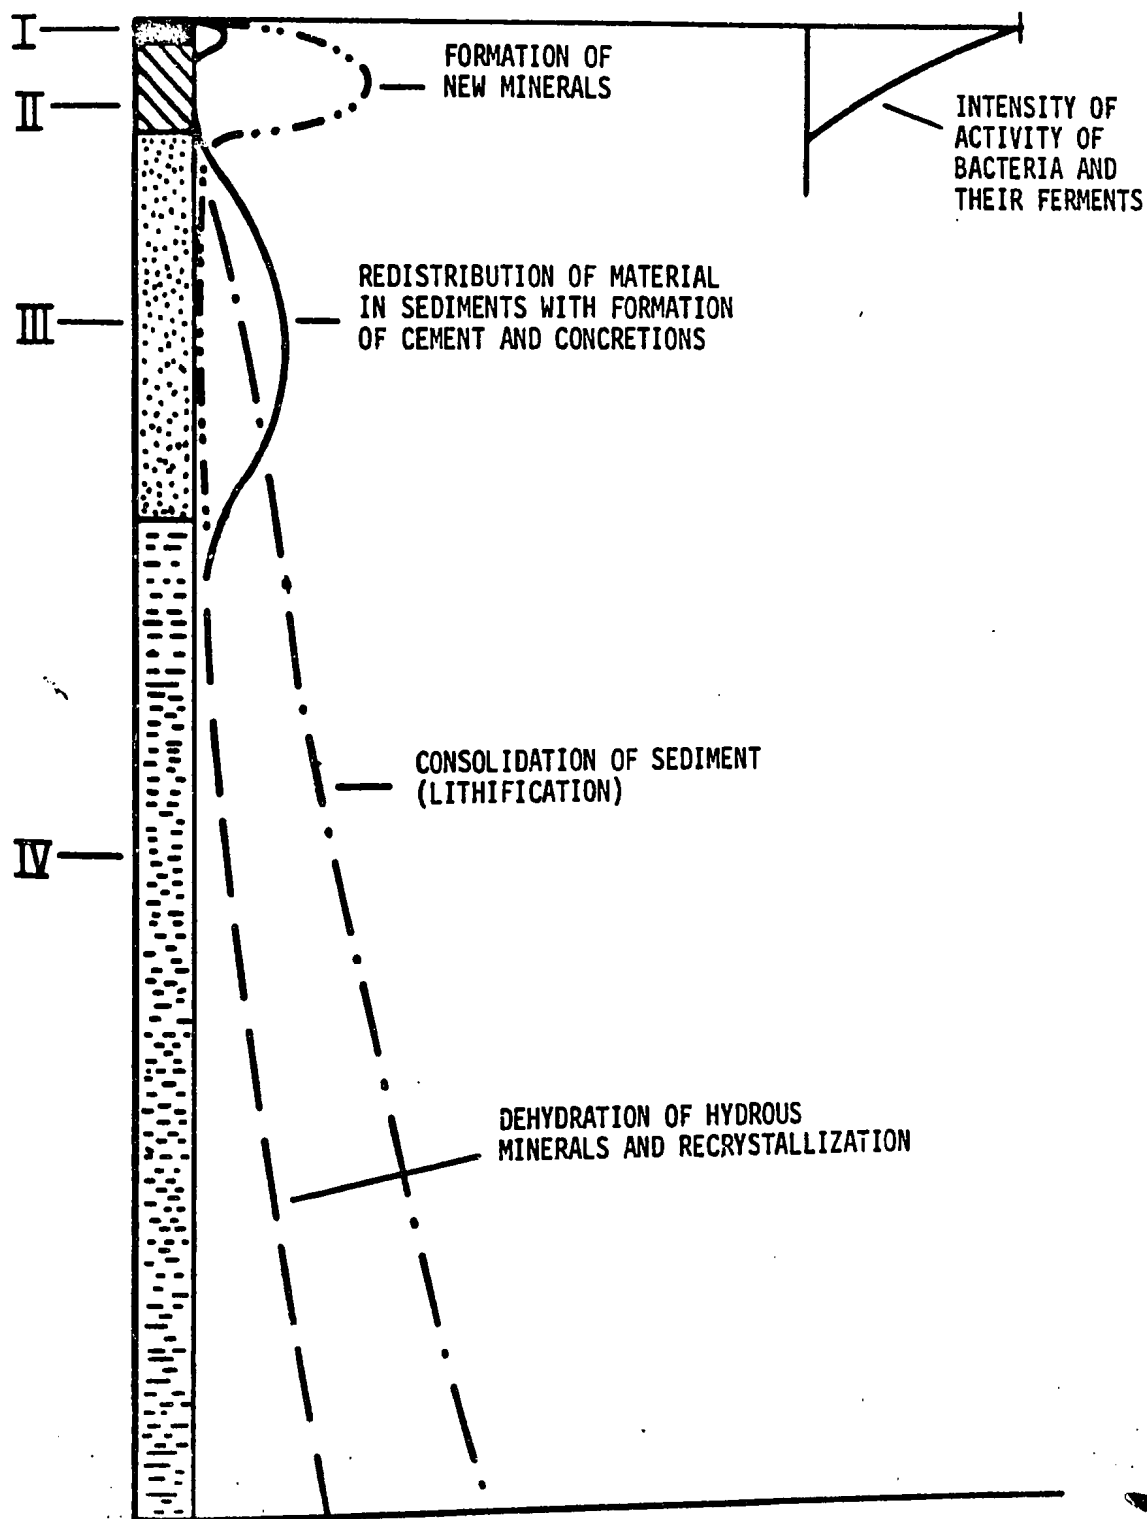 I
FORMATION OF
NEW MINERALS
II
INTENSITY OF
ACTIVITY OF
BACTERIA AND
THEIR FERMENTS
III
REDISTRIBUTION OF MATERIAL
IN SEDIMENTS WITH FORMATION
OF CEMENT AND CONCRETIONS
CONSOLIDATION OF SEDIMENT
(LITHIFICATION)
IV
DEHYDRATION OF HYDROUS
MINERALS AND RECRYSTALLIZATION